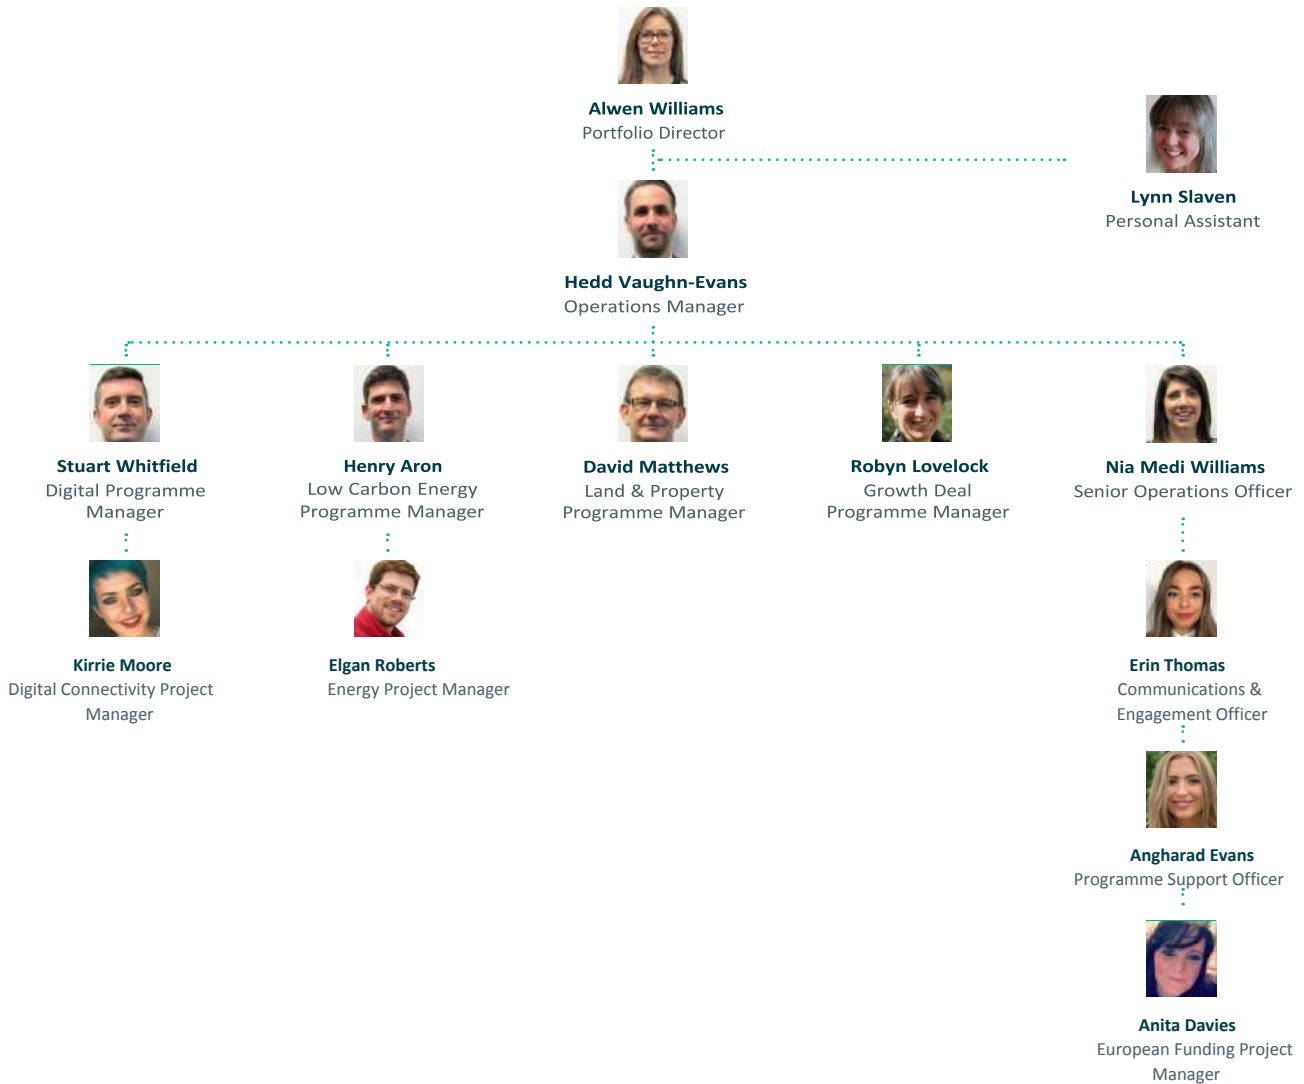 Alwen Williams
Portfolio Director
Lynn Slaven
Personal Assistant
Hedd Vaughn-Evans
Operations Manager
Stuart Whitfield
Digital Programme
Manager
Henry Aron
Low Carbon Energy
Programme Manager
David Matthews
Land & Property
Programme Manager
Robyn Lovelock
Growth Deal
Programme Manager
Nia Medi Williams
Senior Operations Officer
Kirrie Moore
Digital Connectivity Project
Manager
Elgan Roberts
Energy Project Manager
Erin Thomas
Communications &
Engagement Officer
Angharad Evans
Programme Support Officer
Anita Davies
European Funding Project
Manager